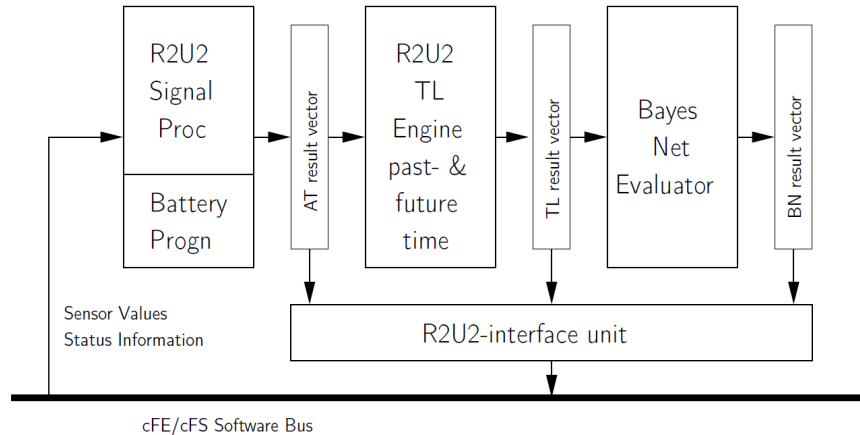 R2U2
Signal
Proc
Battery
Progn
AT result vector
R2U2
TL
Engine
past- &
future
time
TL result vector
Bayes
Net
Evaluator
BN result vector
Sensor Values
Status Information
R2U2-interface unit
cFE/cFS Software Bus